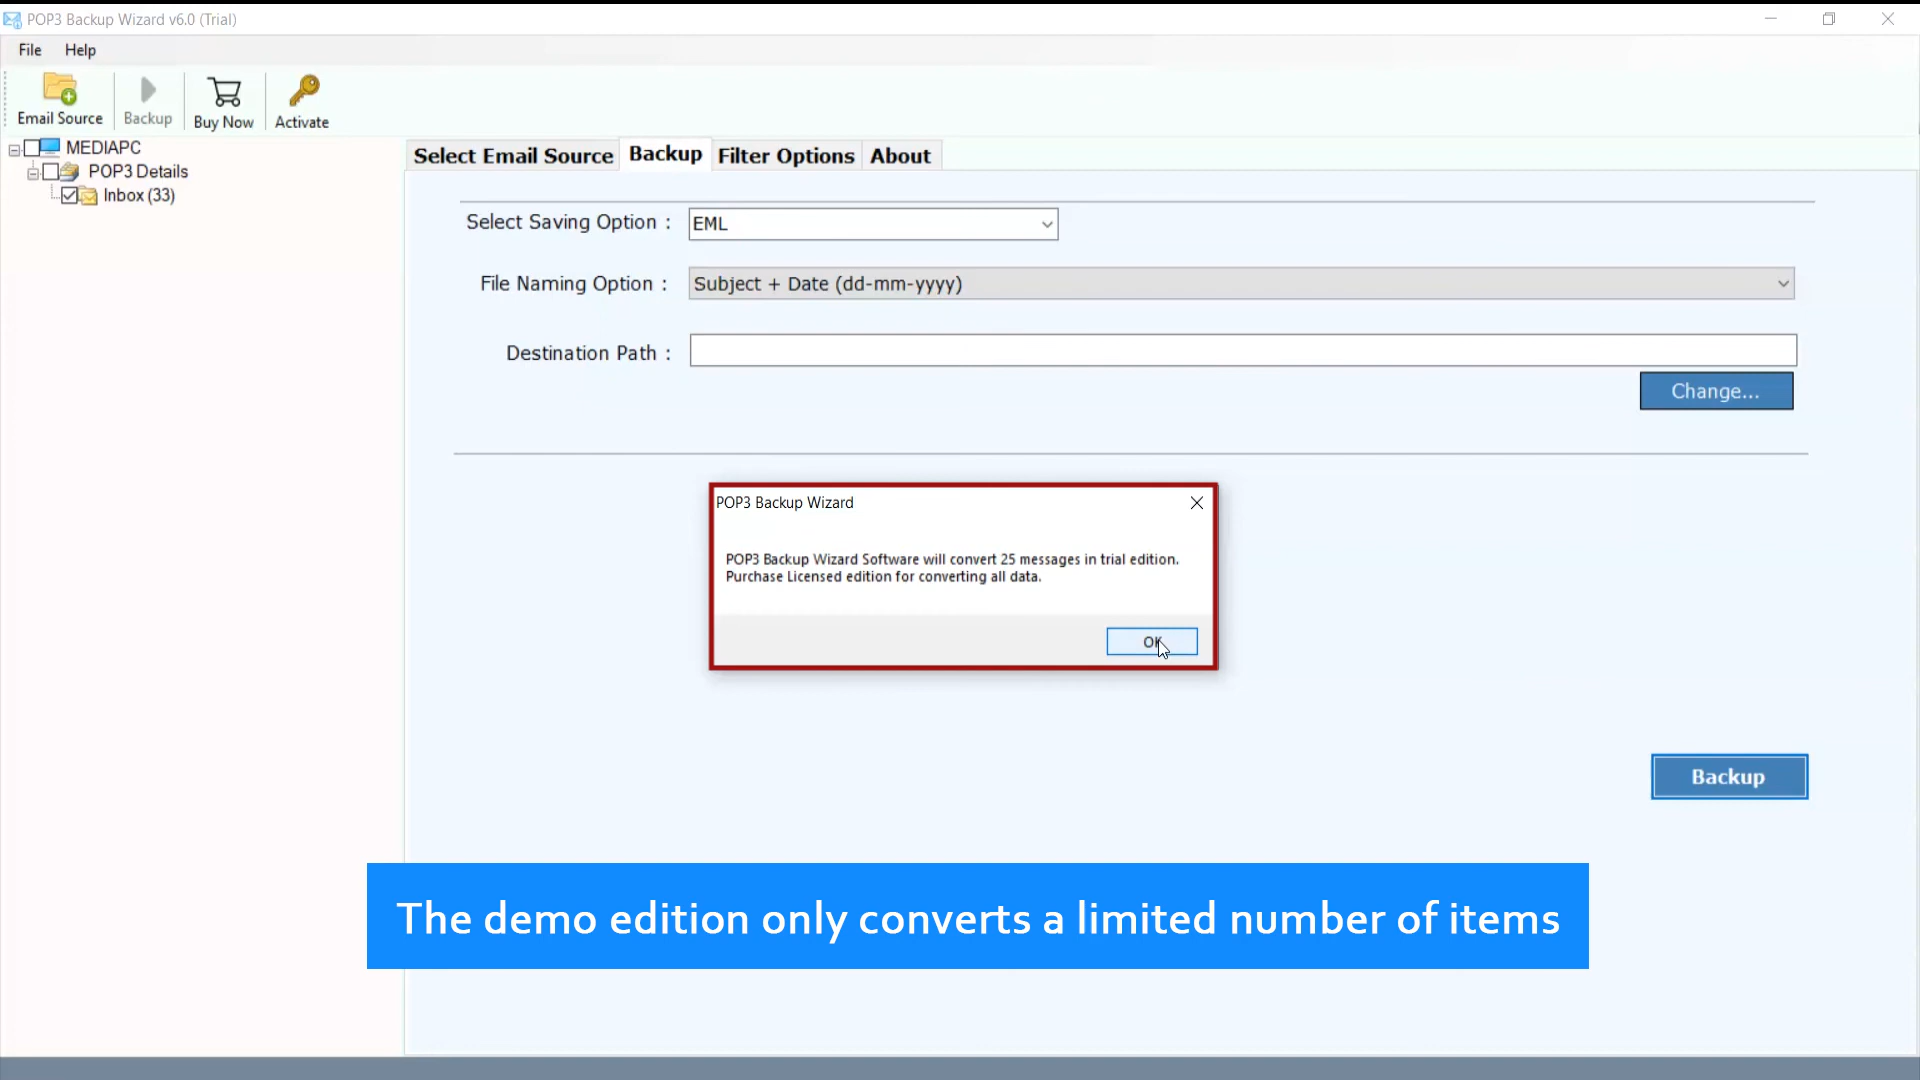 POP3 Backup Wizard v6.0 (Trial)
File Help
Email Source Backup Buy Now Activate
MEDIAPC
POP3 Details
Inbox (33)
Select Email Source Backup Filter Options About
Select Saving Option : EML
File Naming Option : Subject + Date (dd-mm-yyyy)
Destination Path :
Change...
POP3 Backup Wizard
POP3 Backup Wizard Software will convert 25 messages in trial edition.
Purchase Licensed edition for converting all data.
OK
Backup
The demo edition only converts a limited number of items